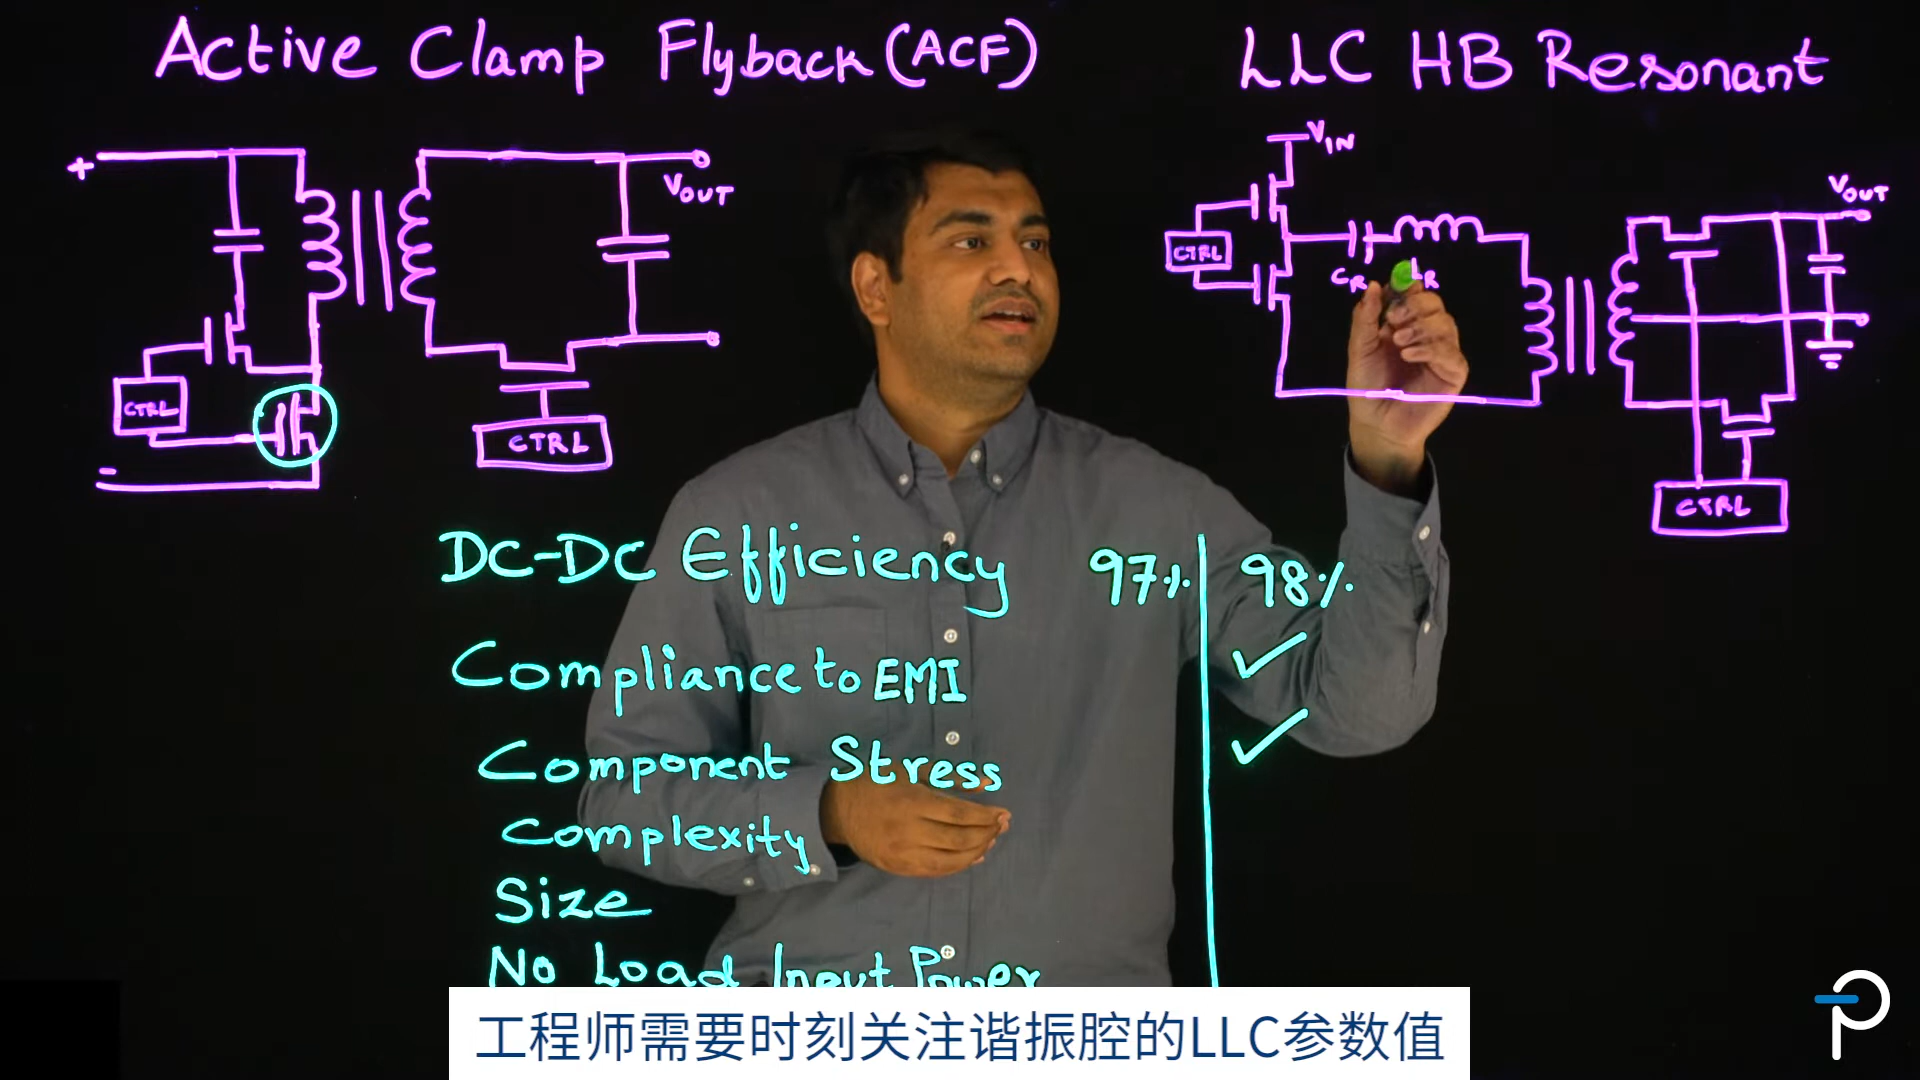 Active Clamp Flyback (ACF)
LLC HB Resonant
+
VOUT
CTRL
-
CTRL
VIN
CTRL
CR
LR
VOUT
CTRL
DC-DC Efficiency 97% 98%
Compliance to EMI ✓
Component Stress ✓
Complexity
Size
No Load Input Power
工程师需要时刻关注谐振腔的LLC参数值